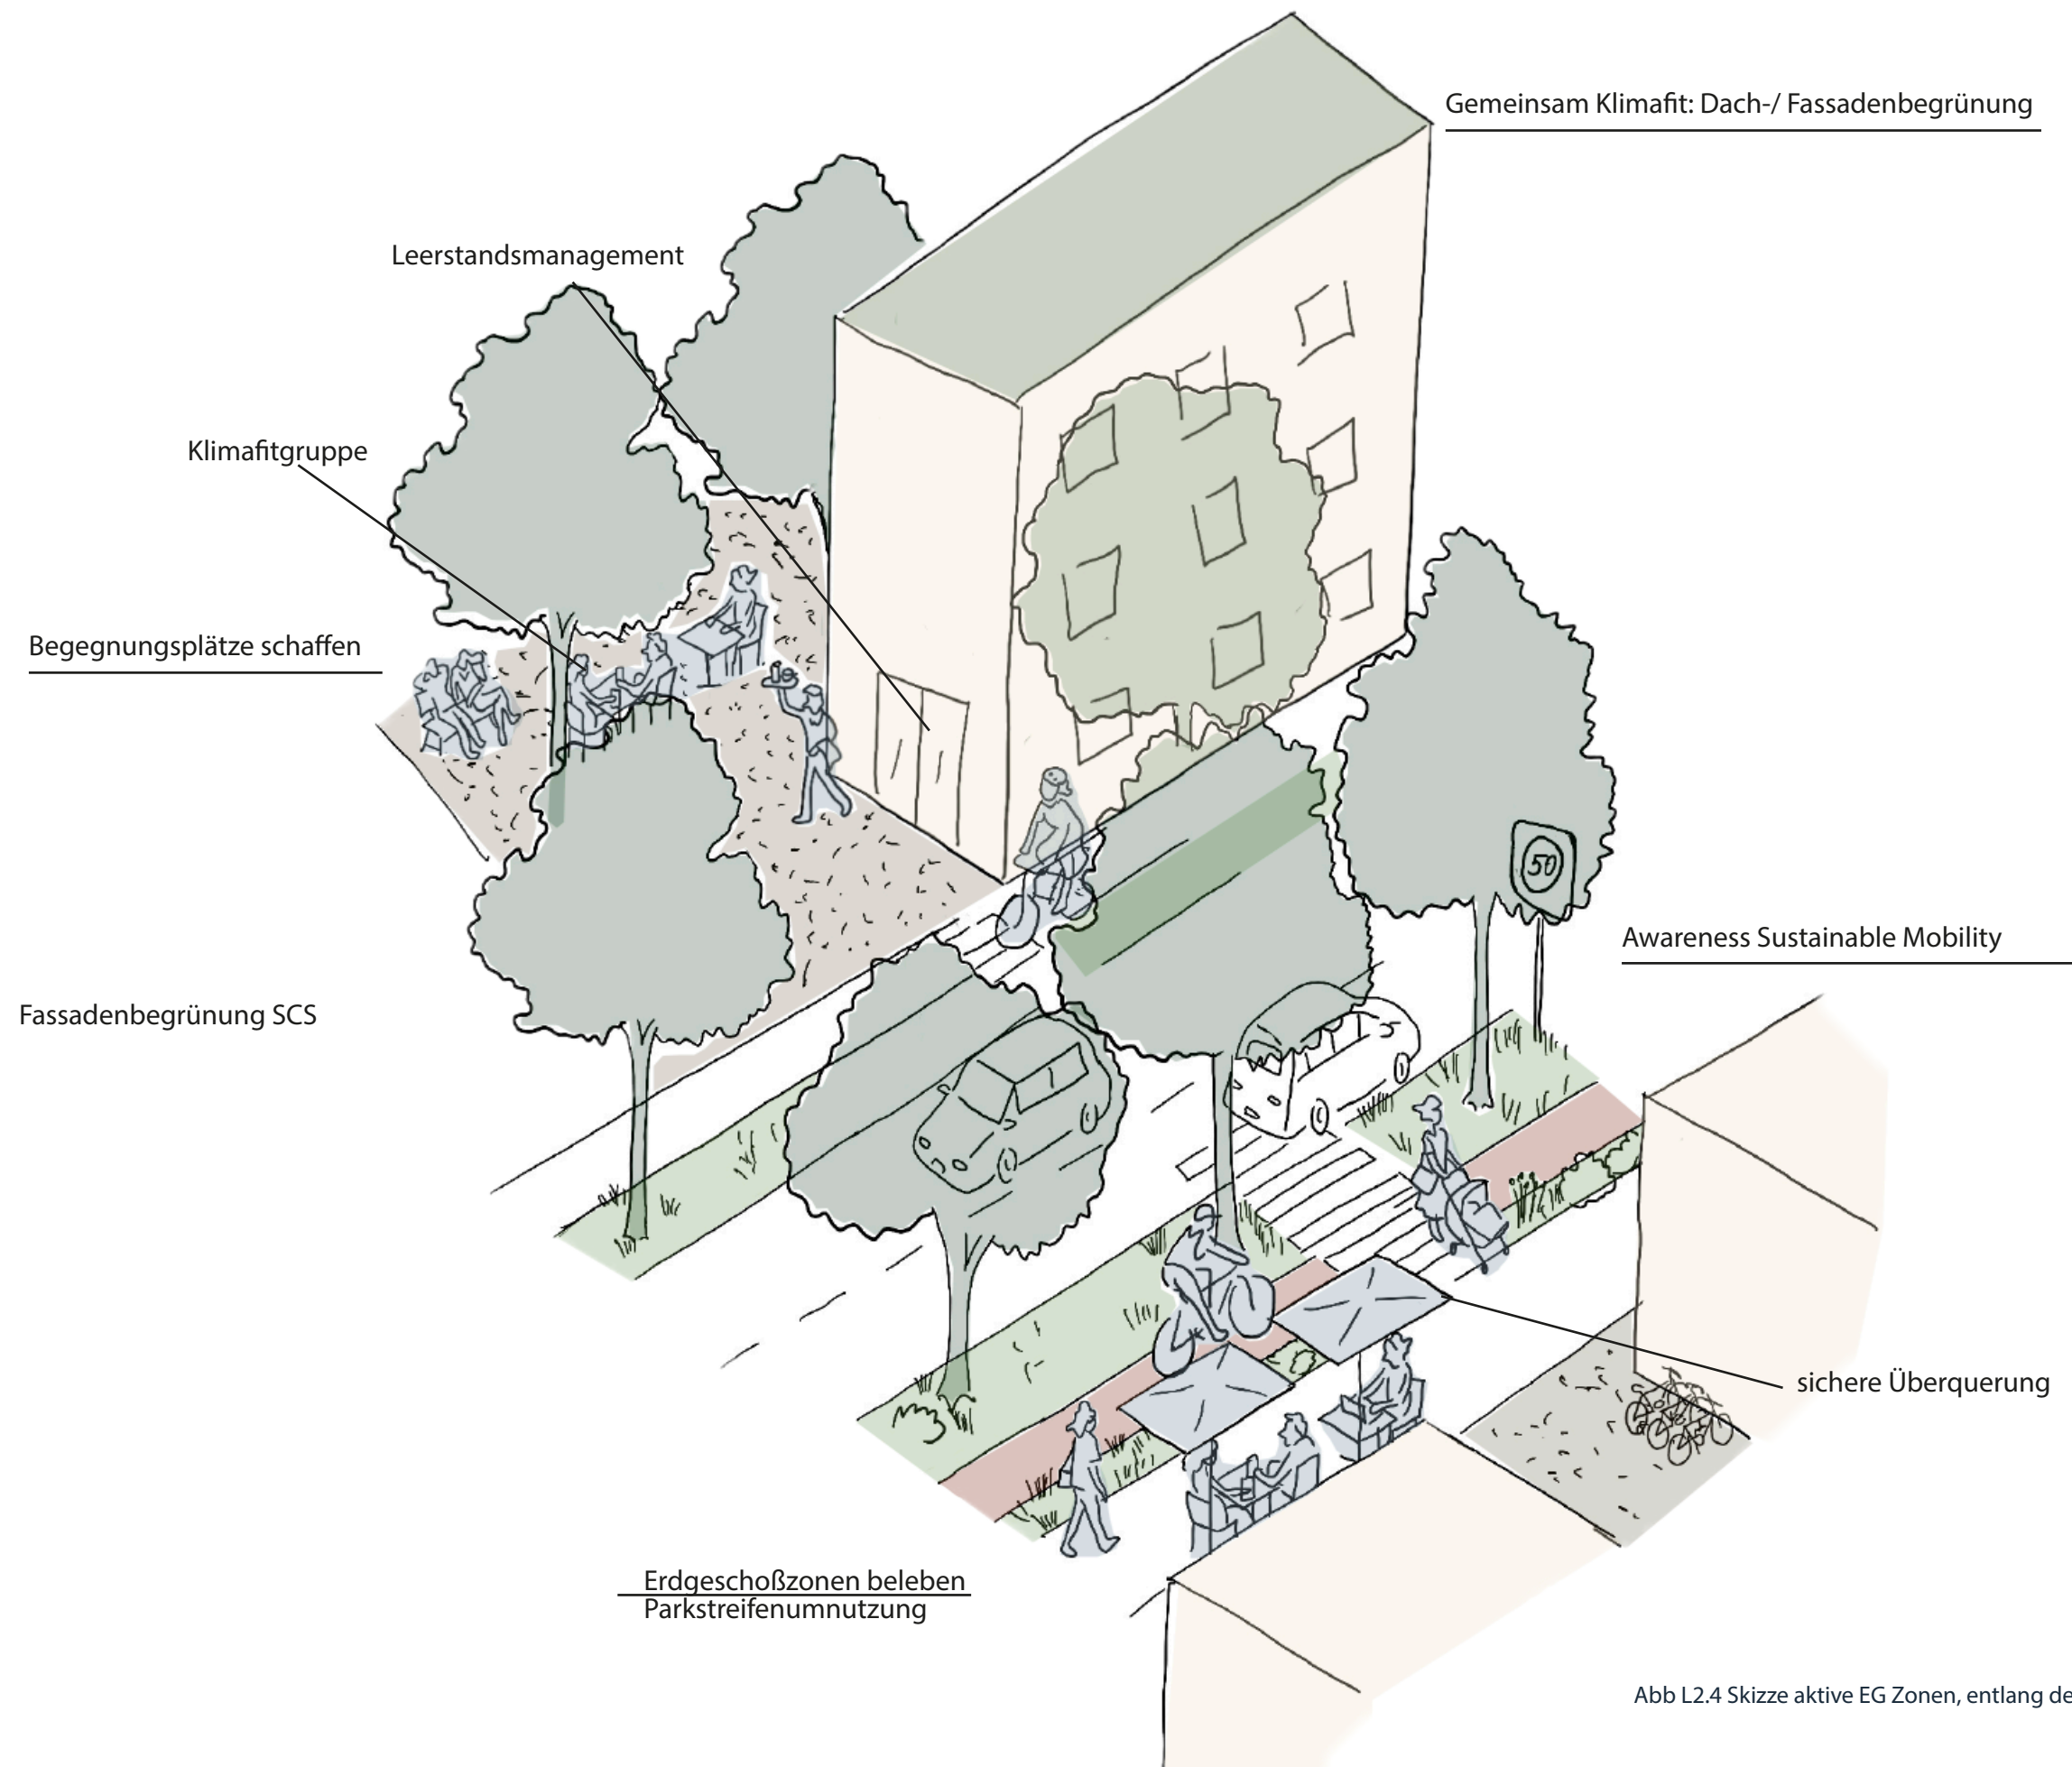 Gemeinsam Klimafit: Dach-/ Fassadenbegrünung
Leerstandsmanagement
Klimafitgruppe
Begegnungsplätze schaffen
50
Awareness Sustainable Mobility
Fassadenbegrünung SCS
sichere Überquerung
Erdgeschoßzonen beleben
Parkstreifenumnutzung
Abb L2.4 Skizze aktive EG Zonen, entlang de